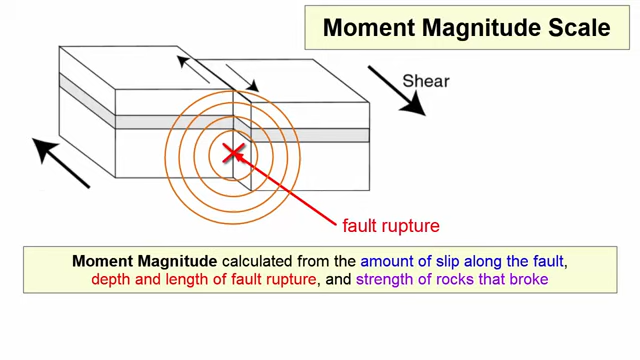 Moment Magnitude Scale
Shear
fault rupture
Moment Magnitude calculated from the amount of slip along the fault,
depth and length of fault rupture, and strength of rocks that broke